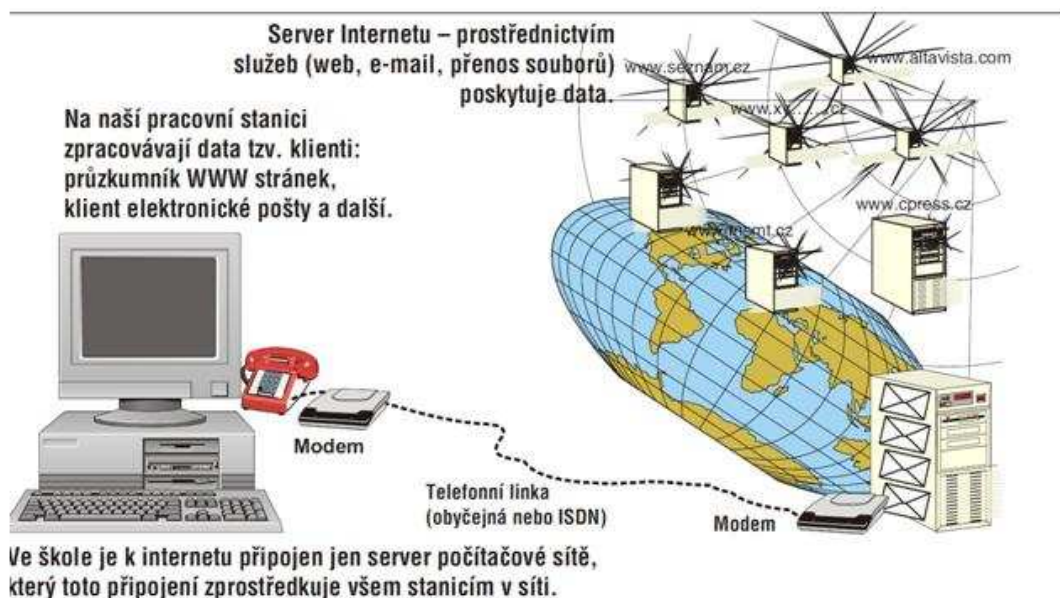 Server Internetu – prostřednictvím
služeb (web, e-mail, přenos souborů)
poskytuje data.
www.seznam.cz
www.altavista.com
Na naší pracovní stanici
zpracovávají data tzv. klienti:
průzkumník WWW stránek,
klient elektronické pošty a další.
www.cpress.cz
Modem
Telefonní linka
(obyčejná nebo ISDN)
Modem
Ve škole je k internetu připojen jen server počítačové sítě,
který toto připojení zprostředkuje všem stanicím v síti.